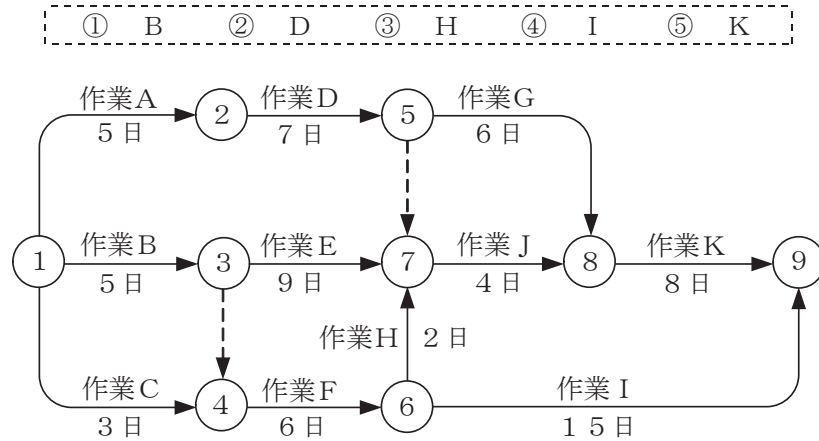 ① B ② D ③ H ④ I ⑤ K
作業A 作業D 作業G
2 5
5日 7日 6日
作業B 作業E 作業J 作業K
1 3 7 8 9
5日 9日 4日 8日
作業H 2日
作業C 作業F 作業I
4 6
3日 6日 15日